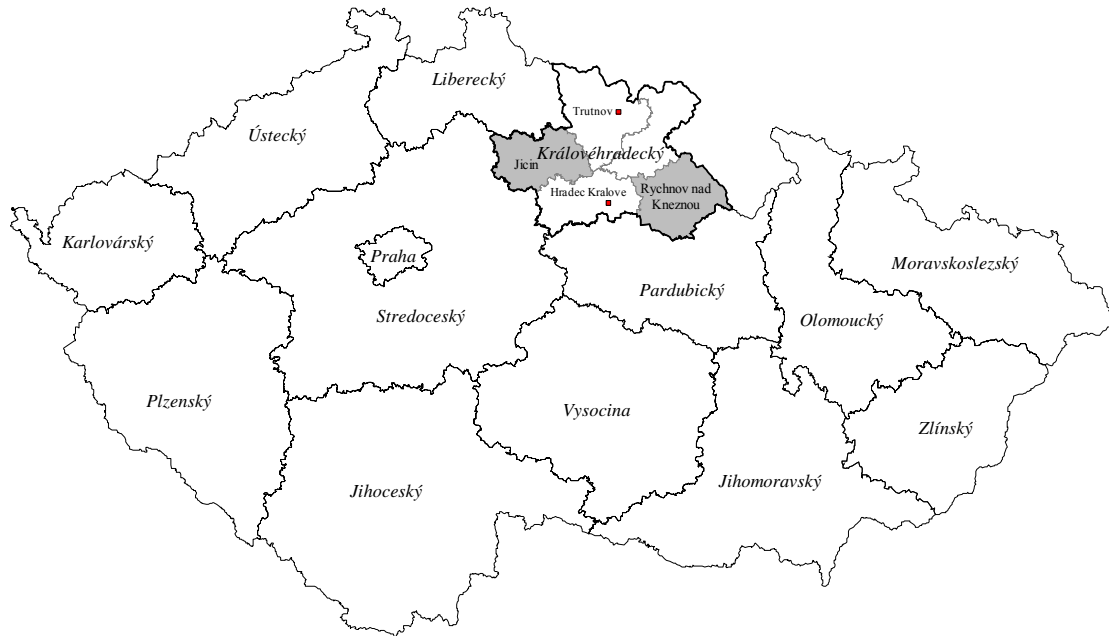 Liberecký
Trutnov
Ústecký
Královéhradecký
Jicin
Hradec Kralove
Rychnov nad
Kneznou
Karlovárský
Praha
Moravskoslezský
Pardubický
Stredoceský
Olomoucký
Plzenský
Vysocina
Zlínský
Jihoceský
Jihomoravský